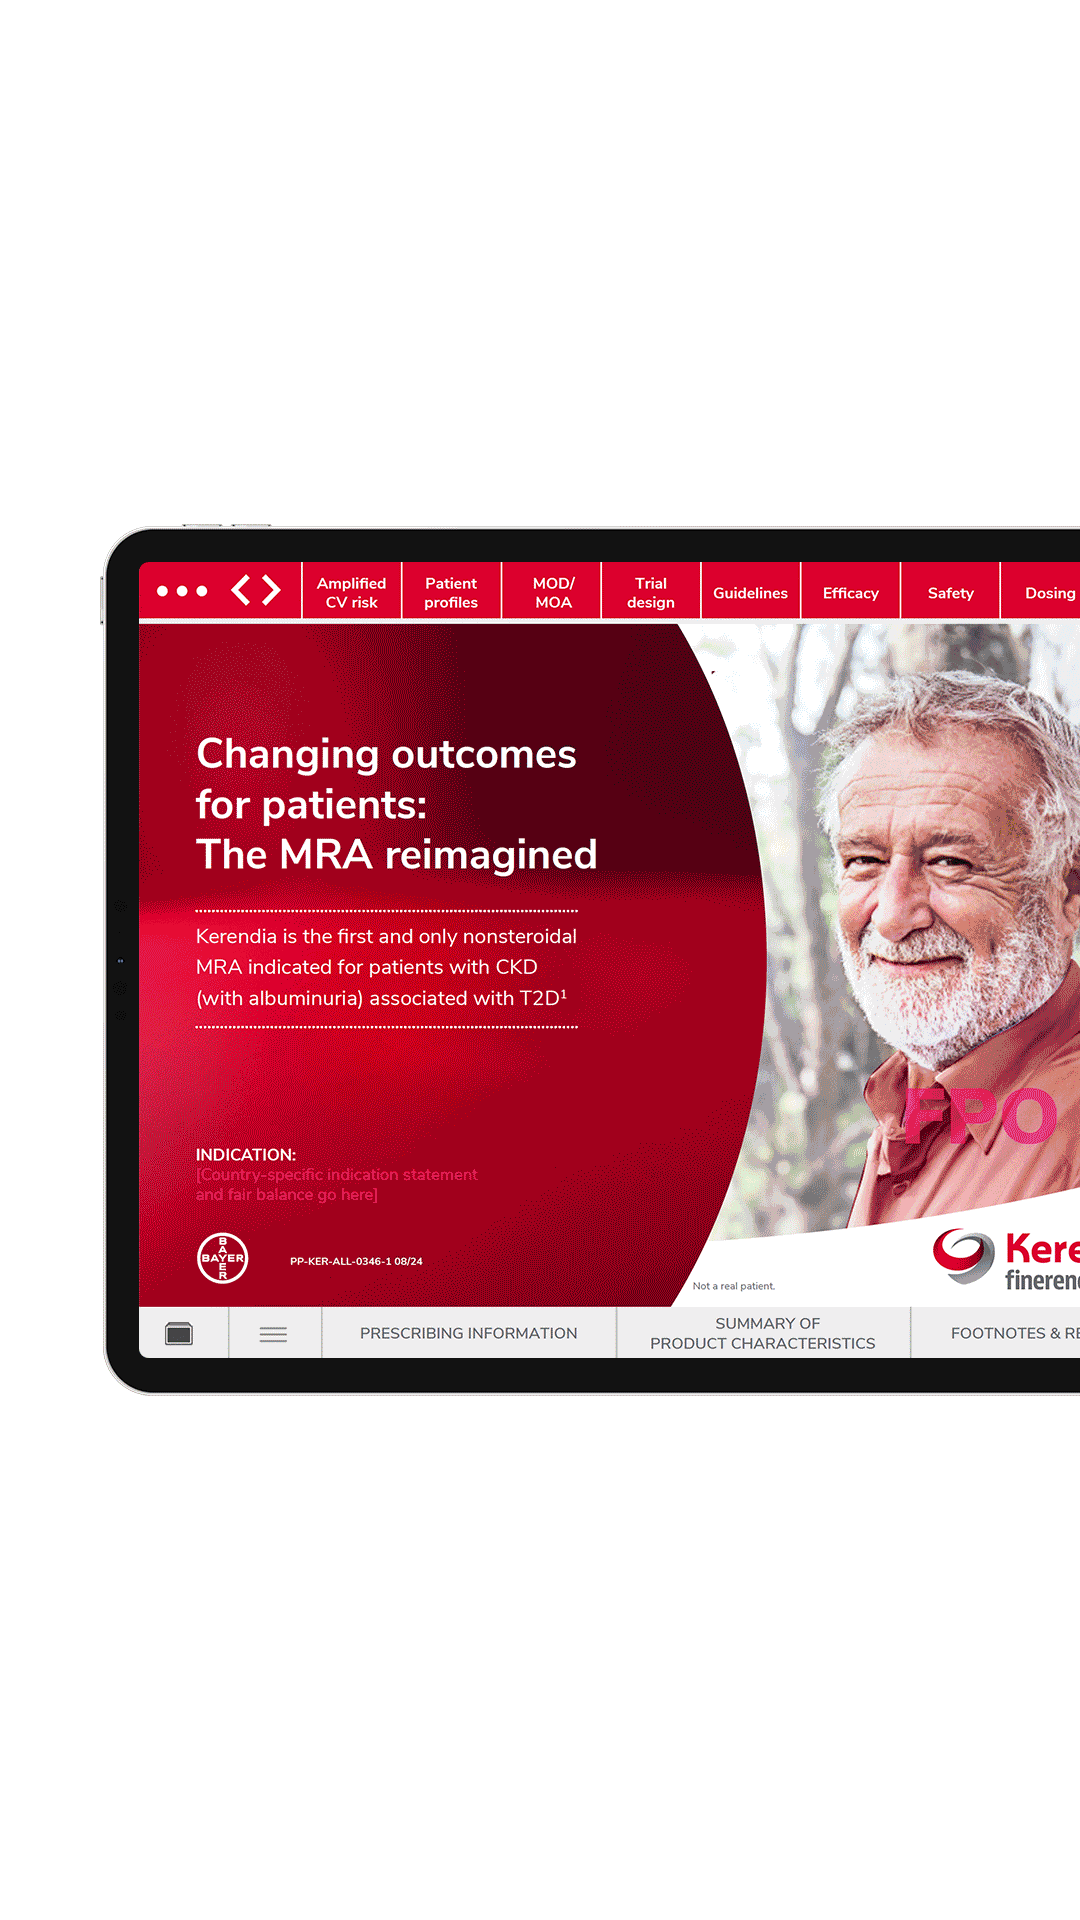 Amplified
CV risk
Patient
profiles
MOD/
MOA
Trial
design
Guidelines
Efficacy
Safety
Dosing
Changing outcomes
for patients:
The MRA reimagined
Kerendia is the first and only nonsteroidal
MRA indicated for patients with CKD
(with albuminuria) associated with T2D¹
FPO
INDICATION:
[Country-specific indication statement
and fair balance go here]
BAYER
BAYER
PP-KER-ALL-0346-1 08/24
Not a real patient.
Kere
fineren
PRESCRIBING INFORMATION
SUMMARY OF
PRODUCT CHARACTERISTICS
FOOTNOTES & RE